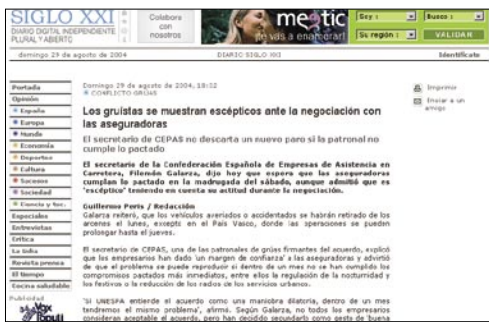 SIGLO XXI
DIARIO DIGITAL INDEPENDIENTE
PLURAL Y ABIERTO
Colabora
con
nosotros
meetic
¿te vas a enamorar!
Soy :
Busco :
Su región :
VALIDAR
domingo 29 de agosto de 2004
DIARIO SIGLO XXI
Identifícate
Portada
Opinión
España
Europa
Mundo
Economía
Deportes
Cultura
Sucesos
Sociedad
Ciencia y tec.
Especiales
Entrevistas
Crítica
La linha
Revista prensa
El tiempo
Cocina saludable
Publicidad
Vox
Populi
Domingo 29 de agosto de 2004, 18:32
CONFLICTO GRÚAS
Imprimir
Enviar a un
amigo
Los gruístas se muestran escépticos ante la negociación con
las aseguradoras
El secretario de CEPAS no descarta un nuevo paro si la patronal no
cumple lo pactado
El secretario de la Confederación Española de Empresas de Asistencia en
Carretera, Filemón Galarza, dijo hoy que espera que las aseguradoras
cumplan lo pactado en la madrugada del sábado, aunque admitió que es
'escéptico' teniendo en cuenta su actitud durante la negociación.
Guillermo Peris / Redacción
Galarza reiteró, que los vehículos averiados o accidentados se habrán retirado de los
arcenes el lunes, excepto en el País Vasco, donde las operaciones se pueden
prolongar hasta el jueves.
El secretario de CEPAS, una de las patronales de grúas firmantes del acuerdo, explicó
que los empresarios han dado 'un margen de confianza' a las aseguradoras y advirtió
de que el problema se puede reproducir si dentro de un mes no se han cumplido los
compromisos pactados más inmediatos, entre ellos la regulación de la nocturnidad y
los festivos o la reducción de los radios de los servicios urbanos.
'Si UNESPA entiende el acuerdo como una maniobra dilatoria, dentro de un mes
tendremos el mismo problema', afirma. Según Galarza, no todos los empresarios
consideran aceptable el acuerdo, pero han decidido secundarlo como gesto de 'buena